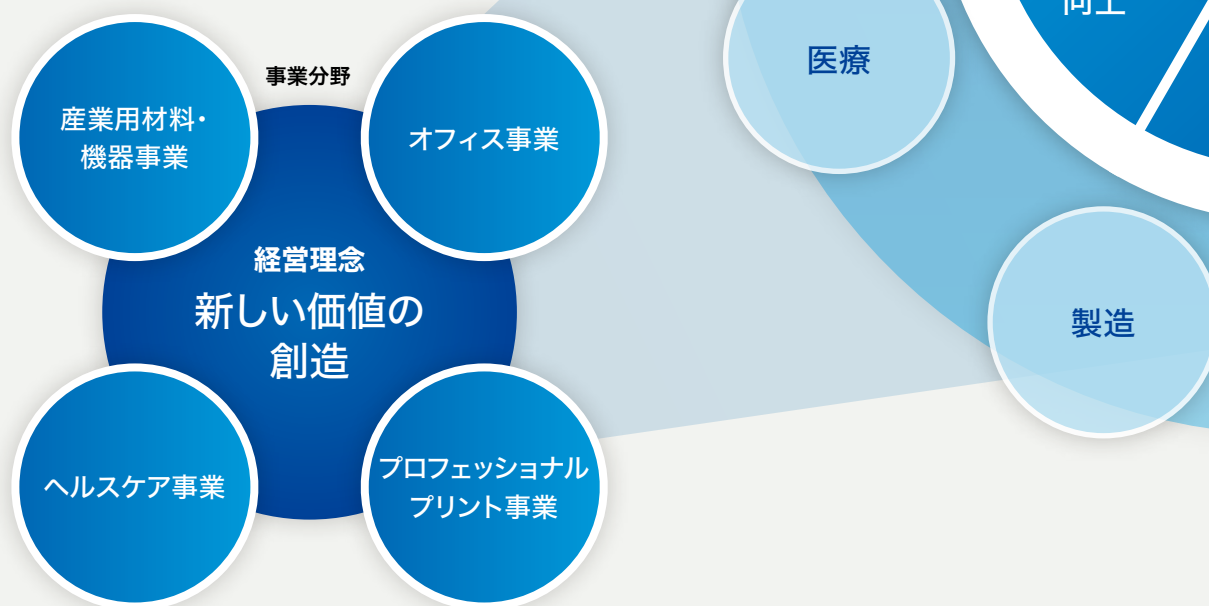 事業分野
産業用材料・
機器事業
オフィス事業
経営理念
新しい価値の
創造
ヘルスケア事業
プロフェッショナル
プリント事業
向上
医療
製造